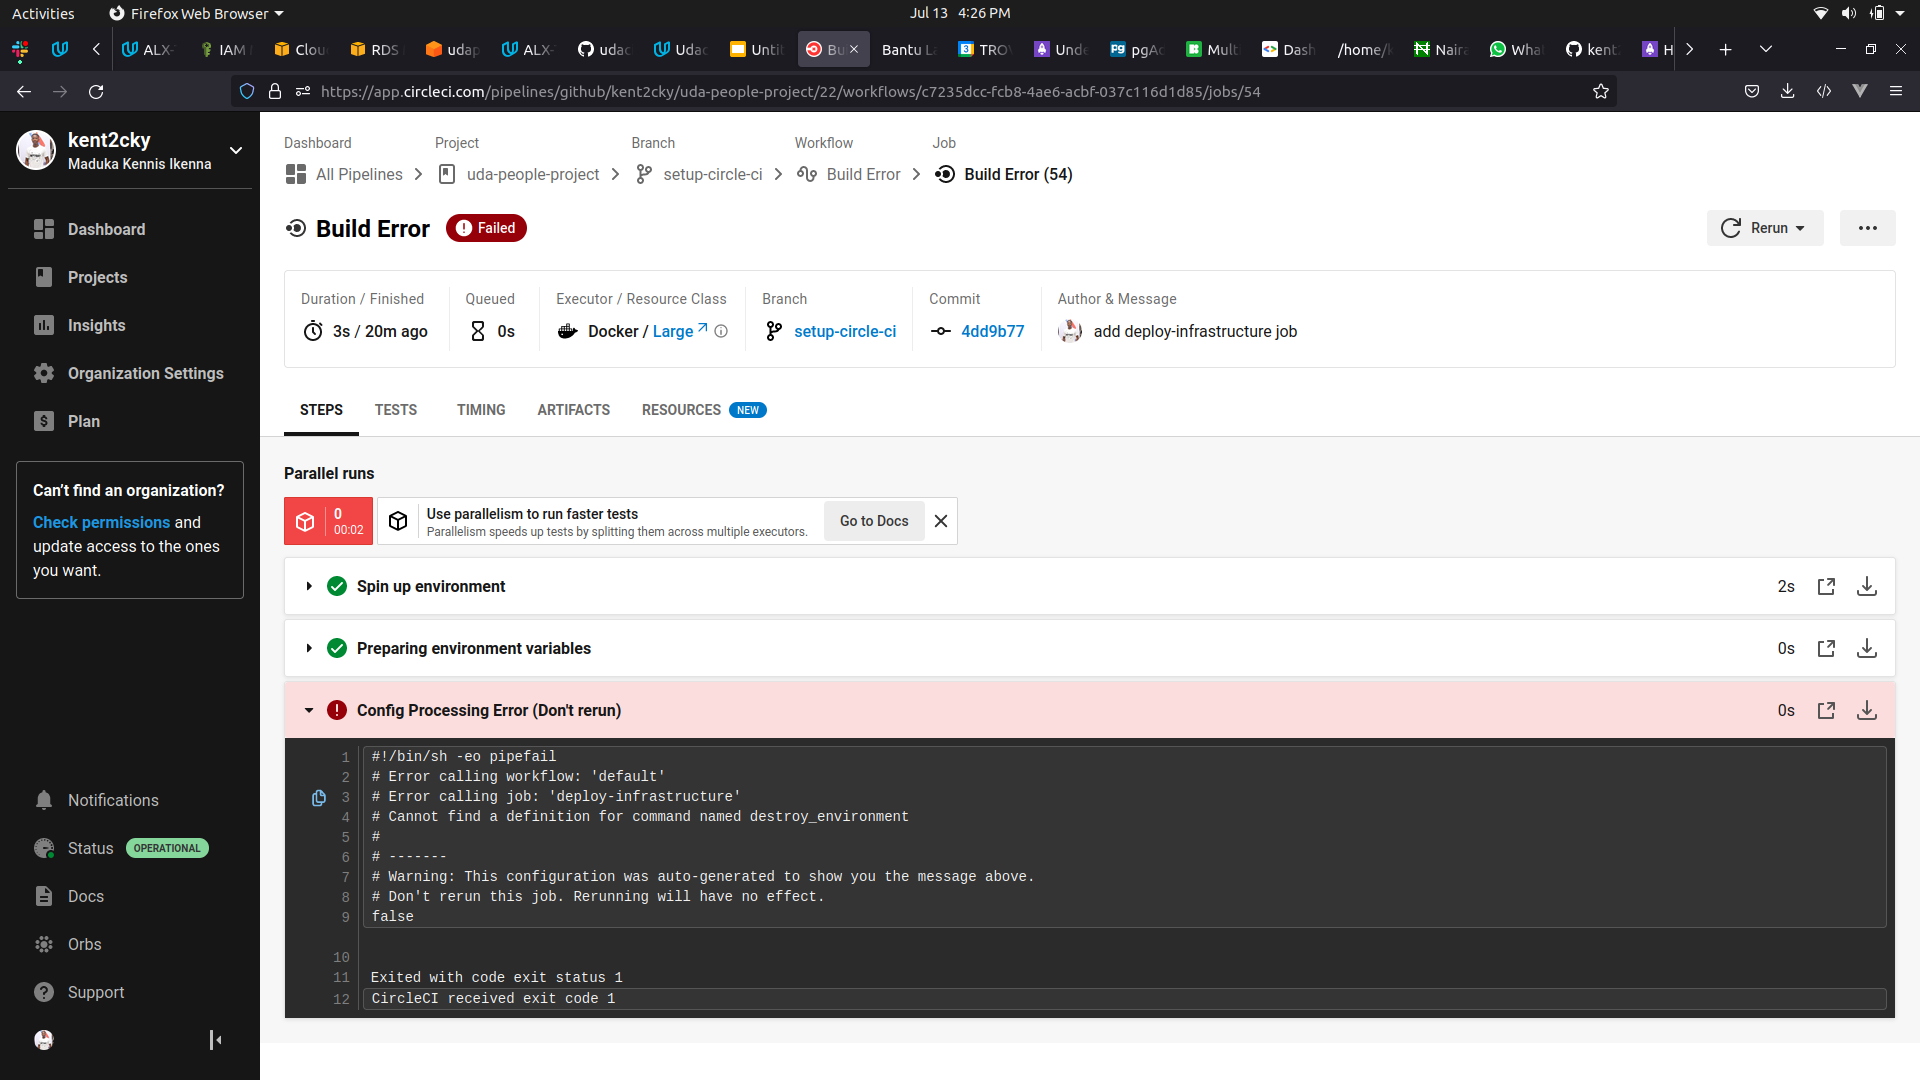 Activities Firefox Web Browser Jul 13 4:26 PM
ALX- IAM Clou RDS udap ALX- udac Udac Unti Bu Bantu L TRO Unde pgAd Multi Dash /home/k Naira What kent H
https://app.circleci.com/pipelines/github/kent2cky/uda-people-project/22/workflows/c7235dcc-fcb8-4ae6-acbf-037c116d1d85/jobs/54
kent2cky
Maduka Kennis Ikenna
Dashboard
Projects
Insights
Organization Settings
Plan
Can't find an organization?
Check permissions and
update access to the ones
you want.
Notifications
Status OPERATIONAL
Docs
Orbs
Support
Dashboard Project Branch Workflow Job
All Pipelines uda-people-project setup-circle-ci Build Error Build Error (54)
Build Error Failed Rerun
Duration / Finished Queued Executor / Resource Class Branch Commit Author & Message
3s / 20m ago 0s Docker / Large setup-circle-ci 4dd9b77 add deploy-infrastructure job
STEPS TESTS TIMING ARTIFACTS RESOURCES NEW
Parallel runs
0
00:02
Use parallelism to run faster tests
Parallelism speeds up tests by splitting them across multiple executors.
Go to Docs
Spin up environment 2s
Preparing environment variables 0s
Config Processing Error (Don't rerun) 0s
1 #!/bin/sh -eo pipefail
2 # Error calling workflow: 'default'
3 # Error calling job: 'deploy-infrastructure'
4 # Cannot find a definition for command named destroy_environment
5 #
6 # -------
7 # Warning: This configuration was auto-generated to show you the message above.
8 # Don't rerun this job. Rerunning will have no effect.
9 false
10
11 Exited with code exit status 1
12 CircleCI received exit code 1